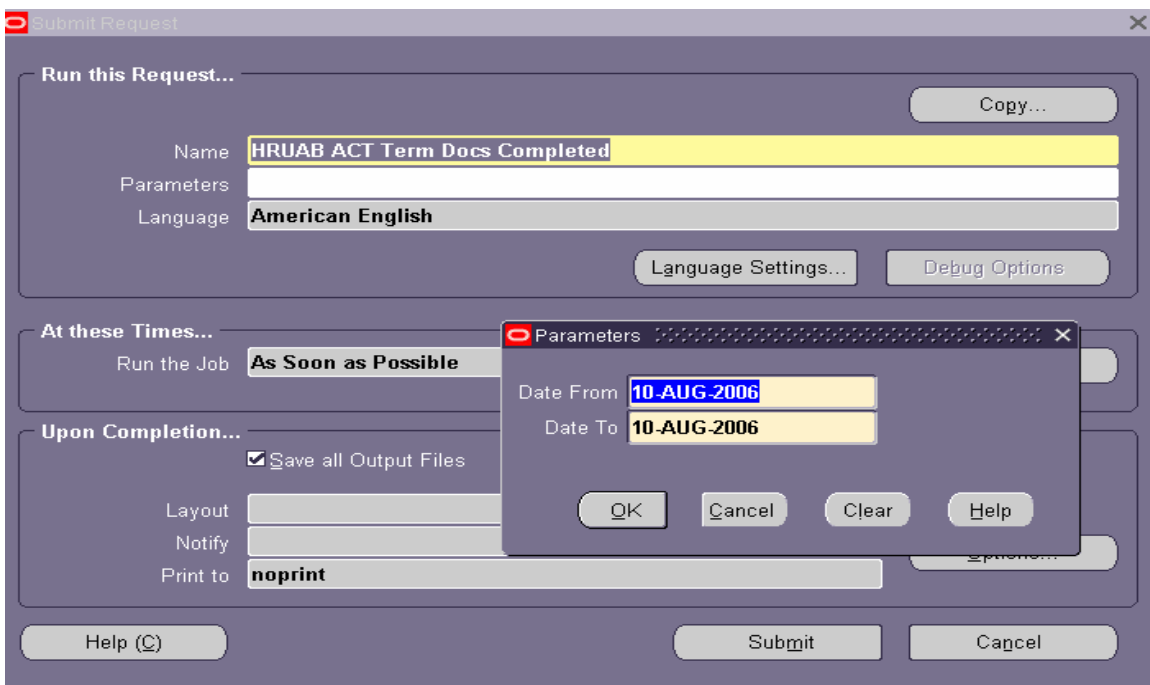 Submit Request
Run this Request...
Copy...
Name HRUAB ACT Term Docs Completed
Parameters
Language American English
Language Settings... Debug Options
At these Times...
Run the Job As Soon as Possible
Parameters
Date From 10-AUG-2006
Date To 10-AUG-2006
OK Cancel Clear Help
Upon Completion...
Save all Output Files
Layout
Notify
Options...
Print to noprint
Help (C) Submit Cancel